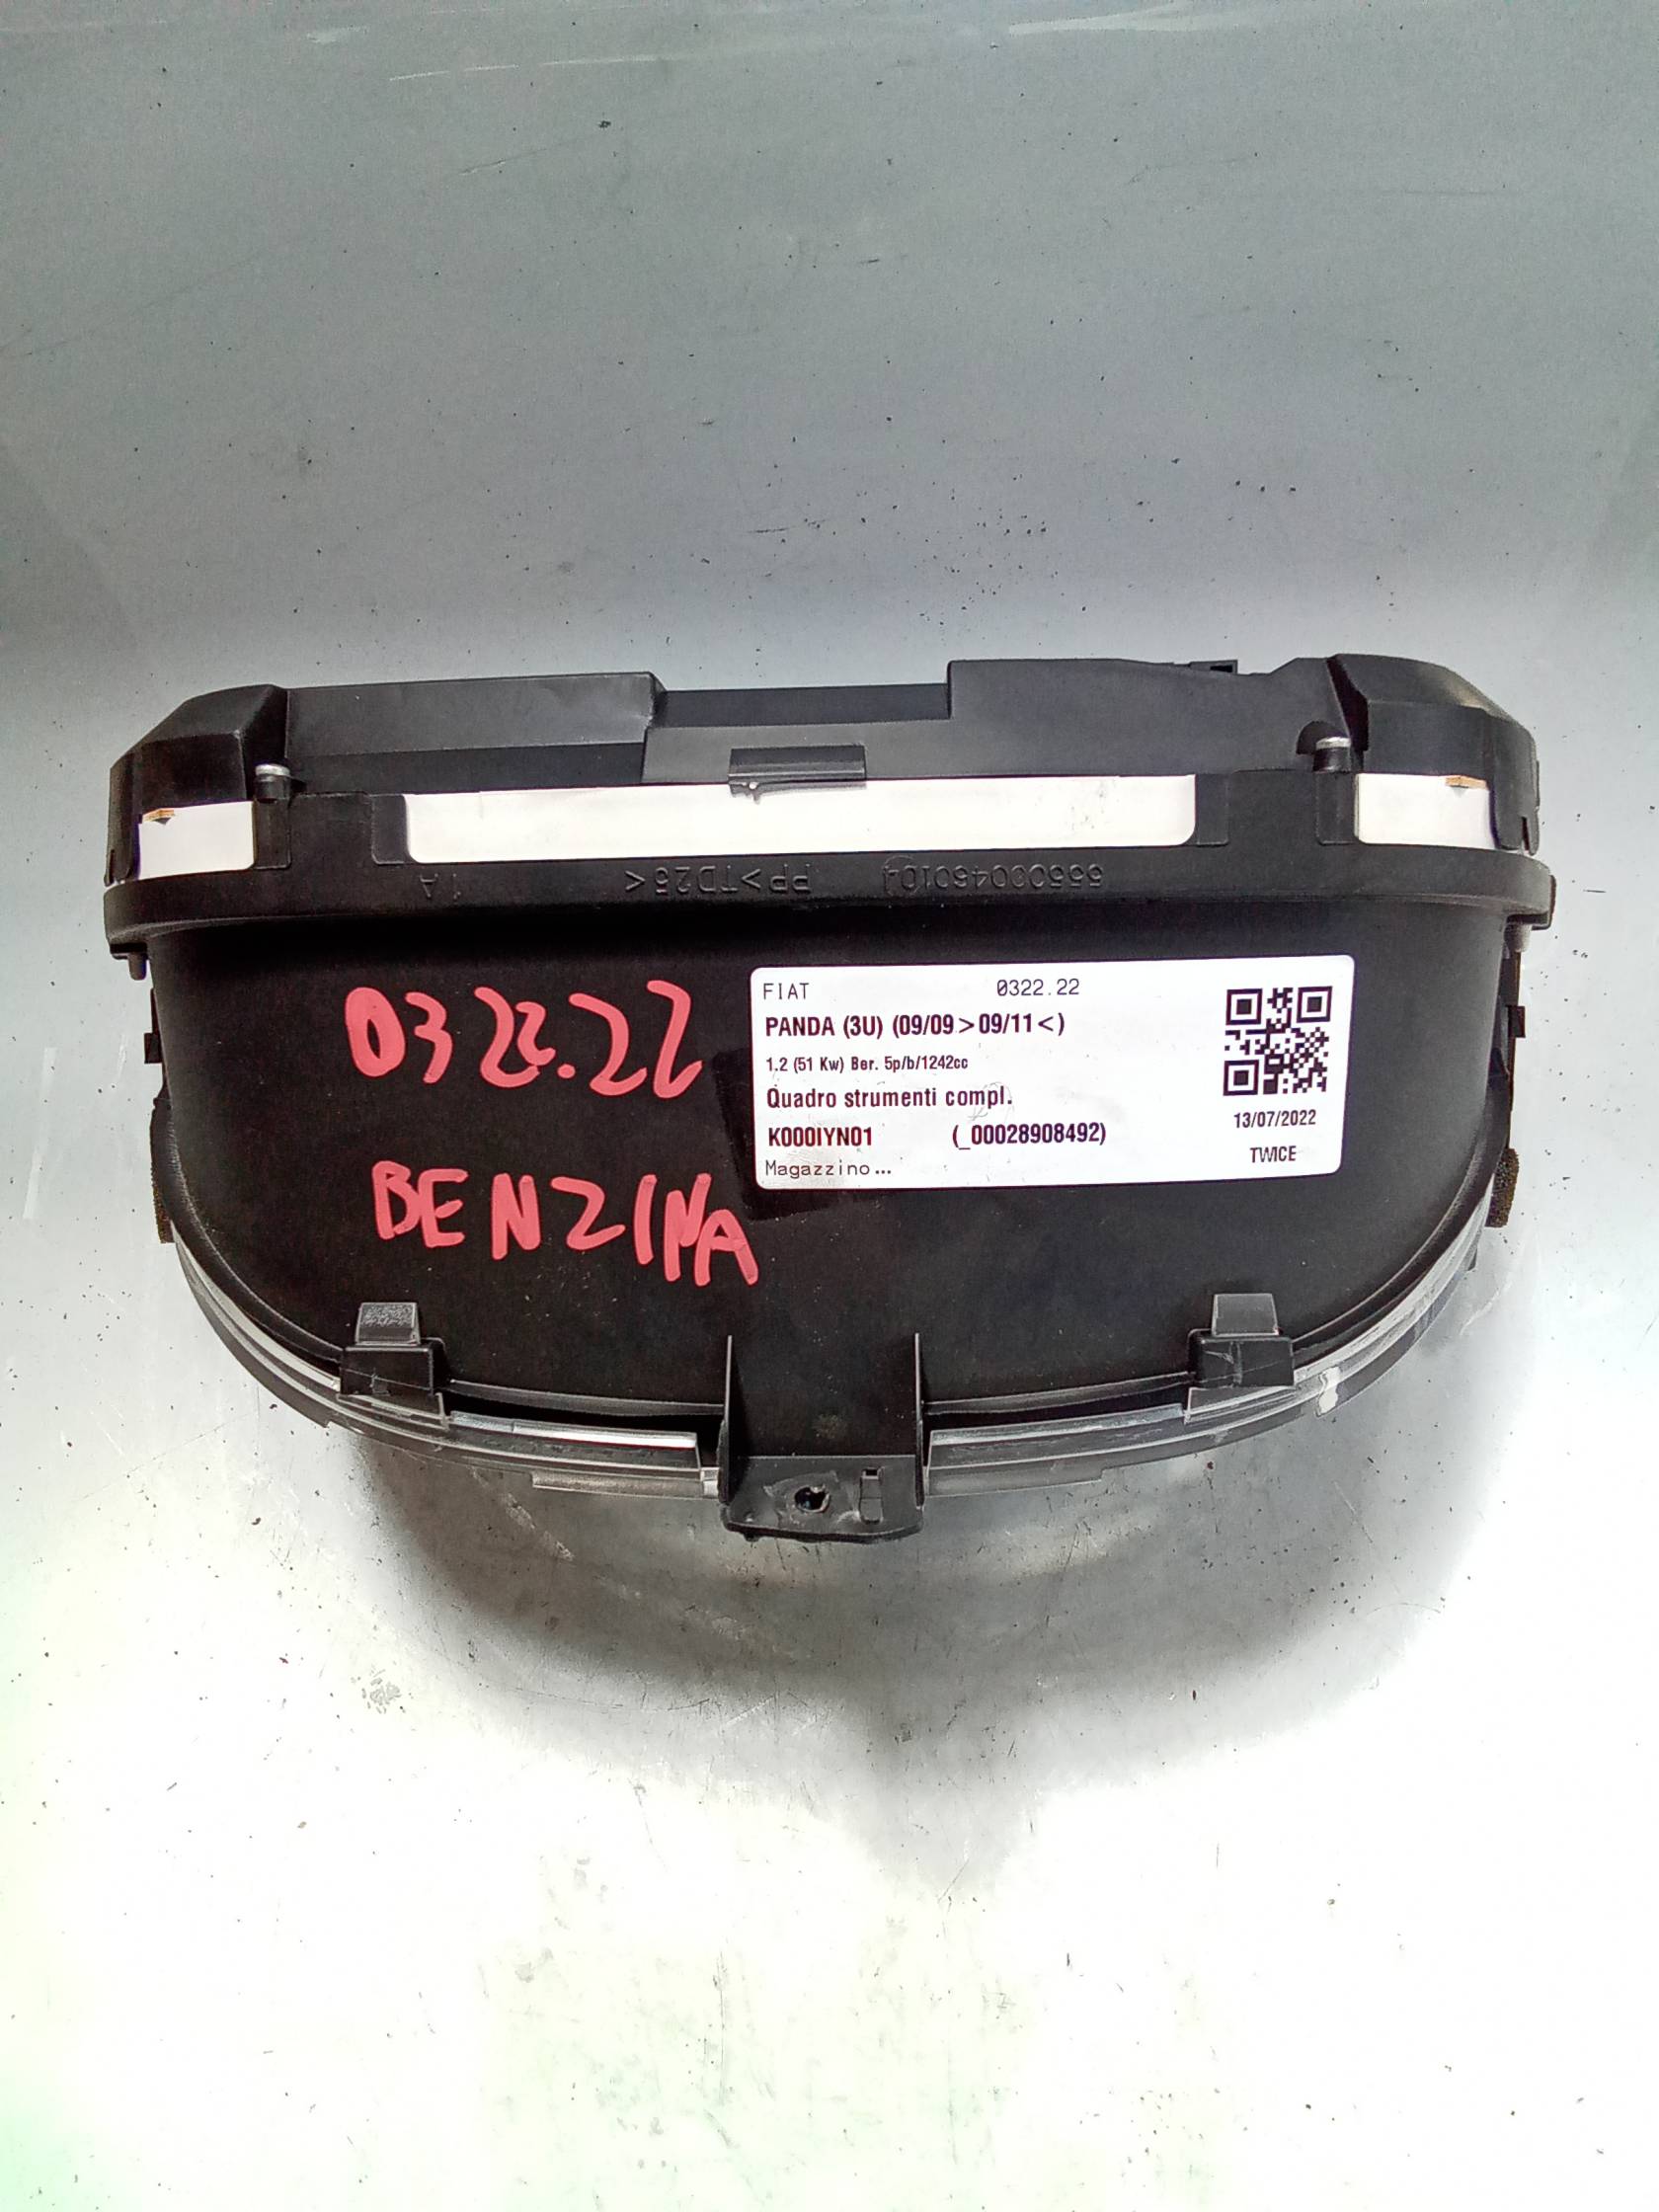 1A >PP>TD25< 
0322.22
BENZINA
FIAT 0322.22
PANDA (3U) (09/09>09/11<)
1.2 (51 Kw) Ber. 5p/b/1242cc
Quadro strumenti compl.
K000IYN01 (_00028908492)
Magazzino...
13/07/2022
TWICE